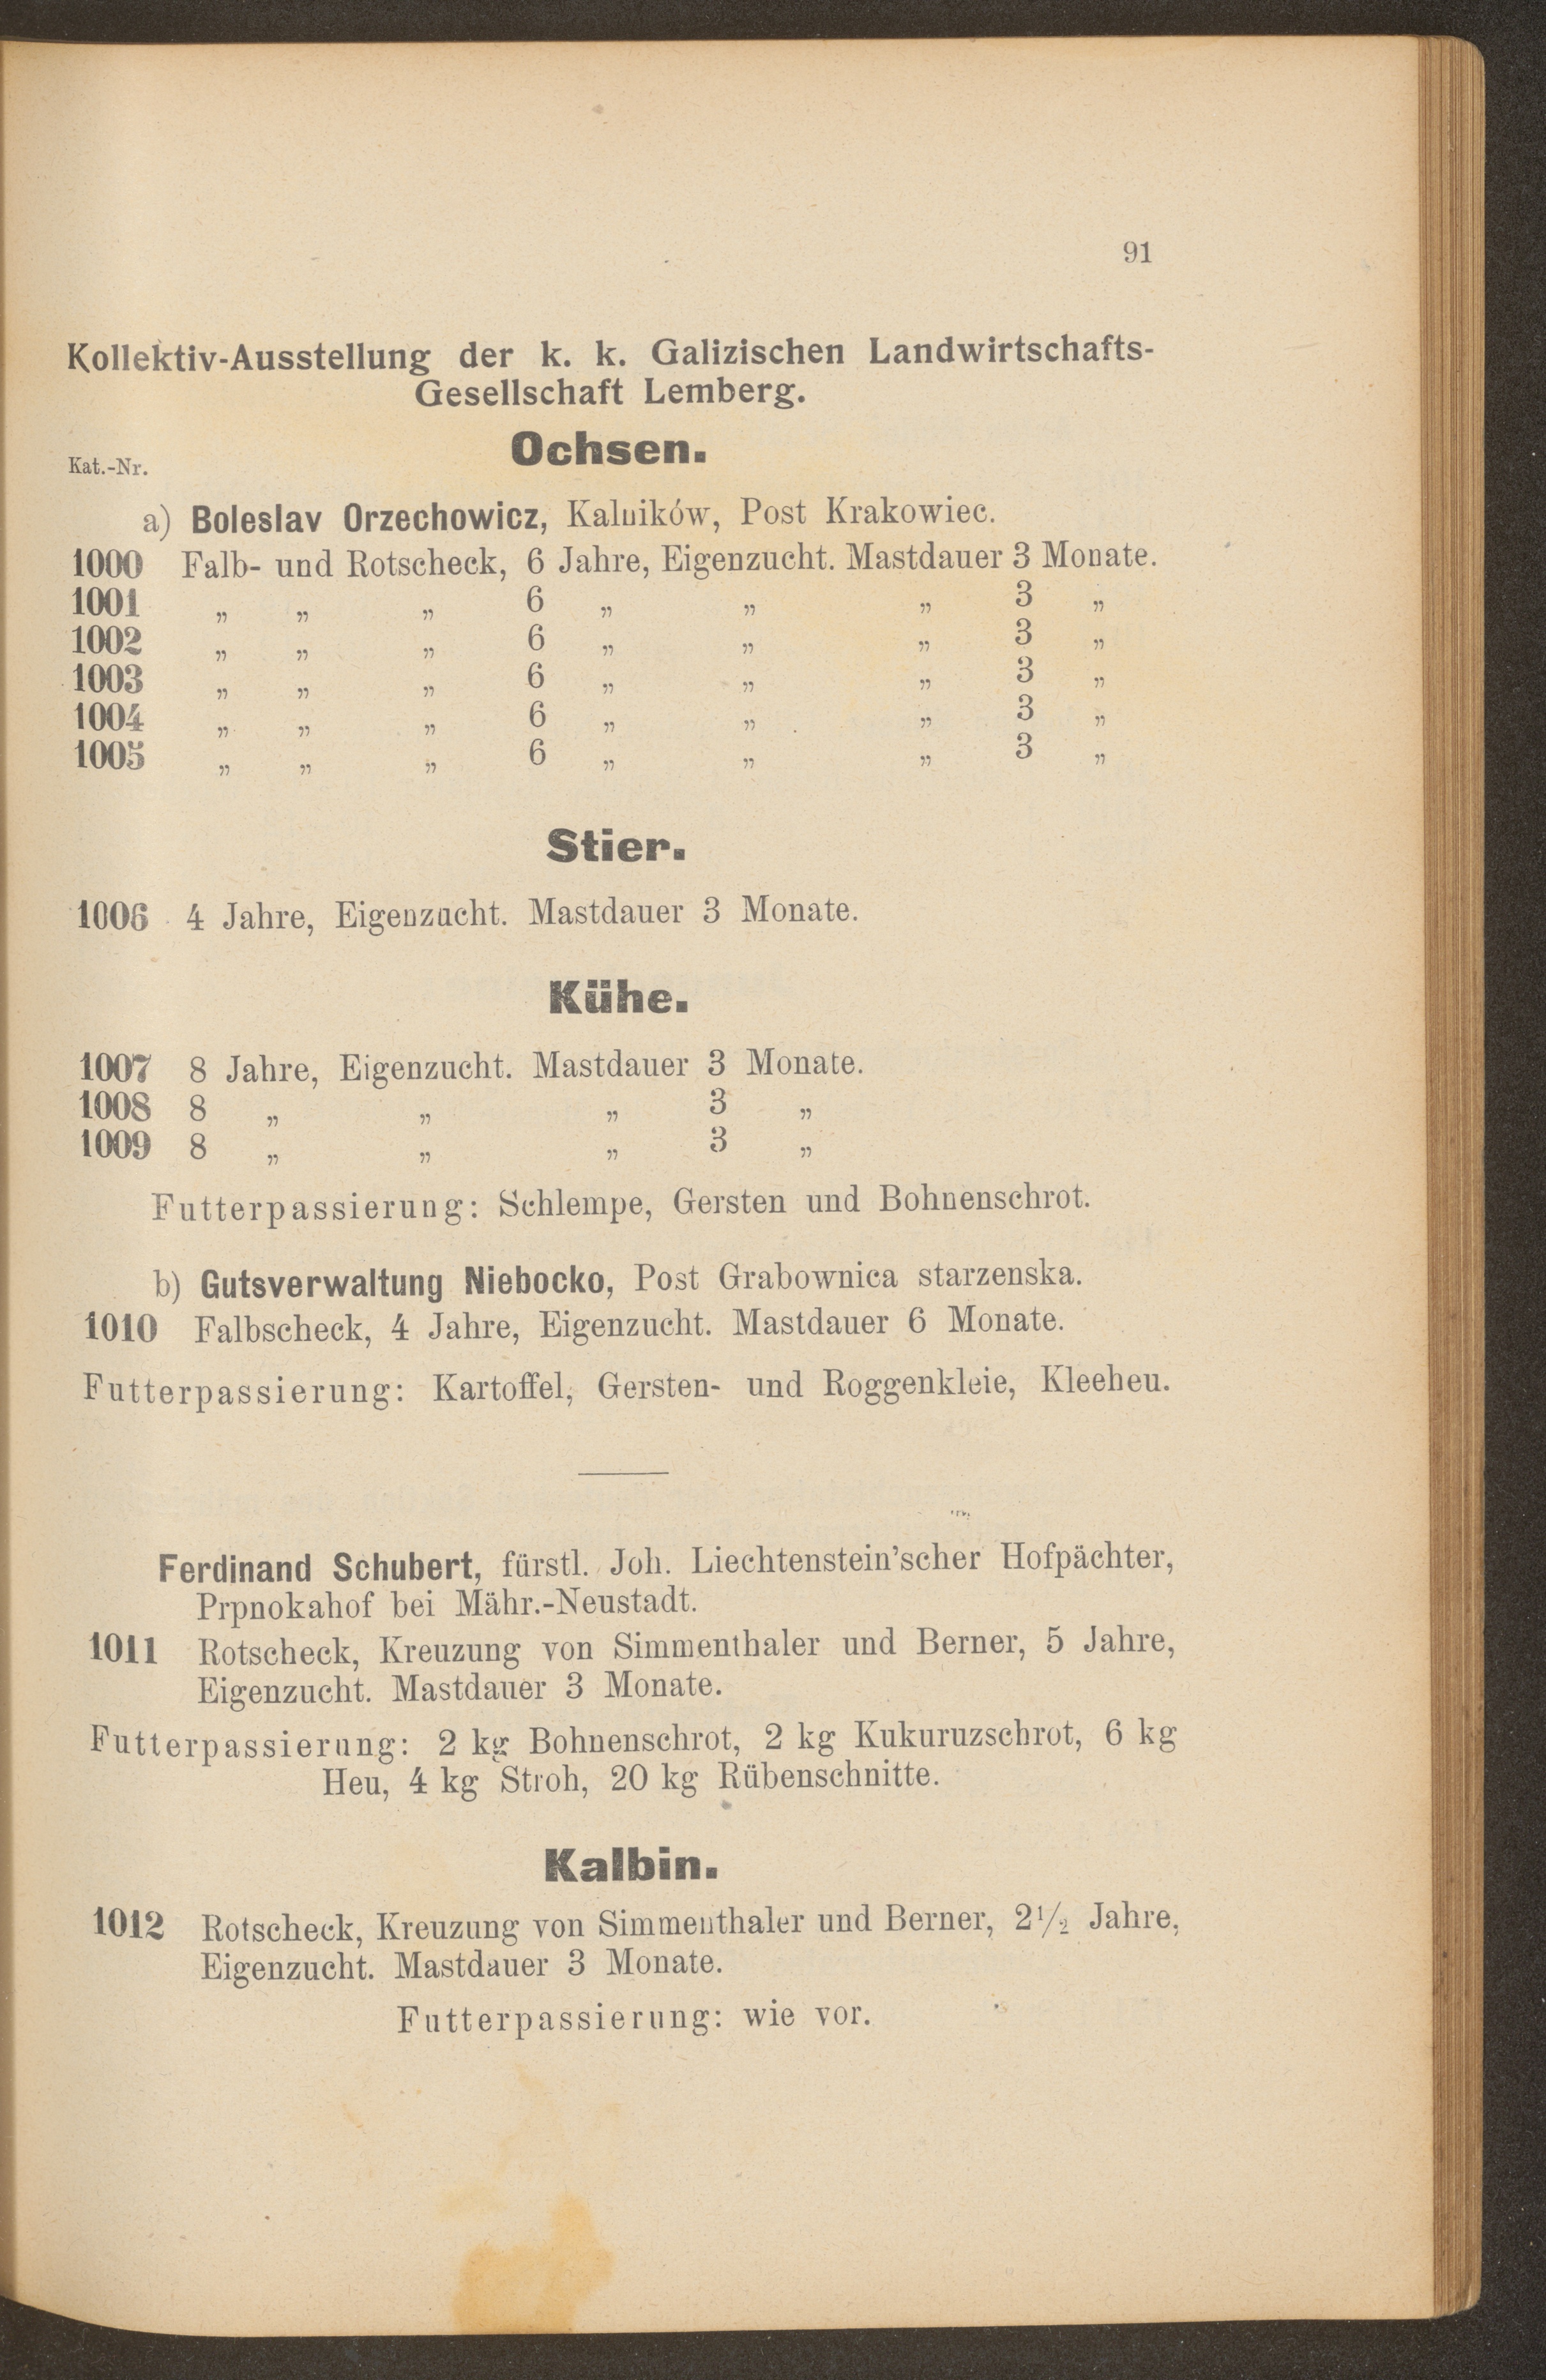 91
Kollektiv-Ausstellung der k. k. Galizischen Landwirtschafts-
Gesellschaft Lemberg.
Ochsen.
Kat.-Nr.
a) Boleslav Orzechowicz, Kalników, Post Krakowiec.
1000 Falb- und Rotscheck, 6 Jahre, Eigenzucht. Mastdauer 3 Monate.
1001 „ „ „ 6 „ „ „ 3 „
1002 „ „ „ 6 „ „ „ 3 „
1003 „ „ „ 6 „ „ „ 3 „
1004 „ „ „ 6 „ „ „ 3 „
1005 „ „ „ 6 „ „ „ 3 „
Stier.
1006 4 Jahre, Eigenzucht. Mastdauer 3 Monate.
Kühe.
1007 8 Jahre, Eigenzucht. Mastdauer 3 Monate.
1008 8 „ „ „ 3 „
1009 8 „ „ „ 3 „
Futterpassierung: Schlempe, Gersten und Bohnenschrot.
b) Gutsverwaltung Niebocko, Post Grabownica starzenska.
1010 Falbscheck, 4 Jahre, Eigenzucht. Mastdauer 6 Monate.
Futterpassierung: Kartoffel, Gersten- und Roggenkleie, Kleeheu.
Ferdinand Schubert, fürstl. Joh. Liechtenstein'scher Hofpächter,
Prpnokahof bei Mähr.-Neustadt.
1011 Rotscheck, Kreuzung von Simmenthaler und Berner, 5 Jahre,
Eigenzucht. Mastdauer 3 Monate.
Futterpassierung: 2 kg Bohnenschrot, 2 kg Kukuruzschrot, 6 kg
Heu, 4 kg Stroh, 20 kg Rübenschnitte.
Kalbin.
1012 Rotscheck, Kreuzung von Simmenthaler und Berner, 2½ Jahre,
Eigenzucht. Mastdauer 3 Monate.
Futterpassierung: wie vor.